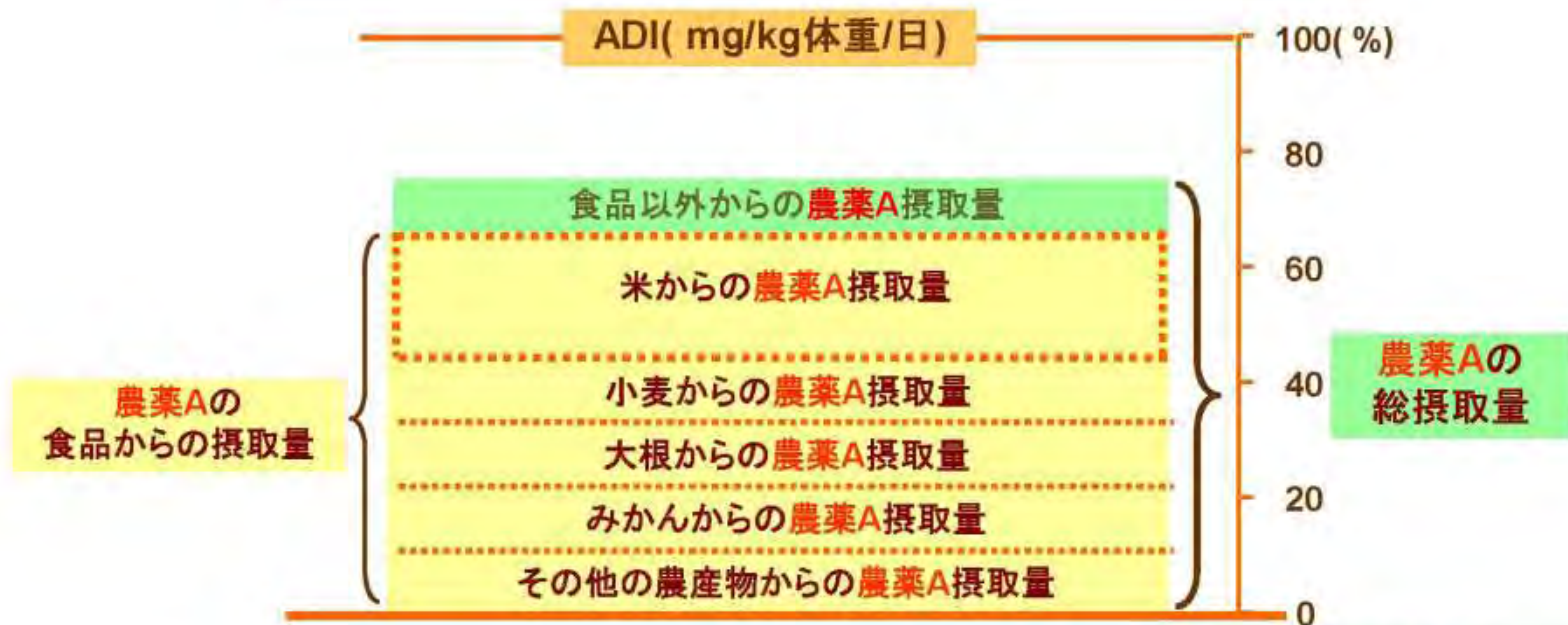 ADI( mg/kg体重/日)
100( %)
80
食品以外からの農薬A摂取量
60
米からの農薬A摂取量
40
小麦からの農薬A摂取量
農薬Aの
総摂取量
農薬Aの
食品からの摂取量
大根からの農薬A摂取量
20
みかんからの農薬A摂取量
その他の農産物からの農薬A摂取量
0